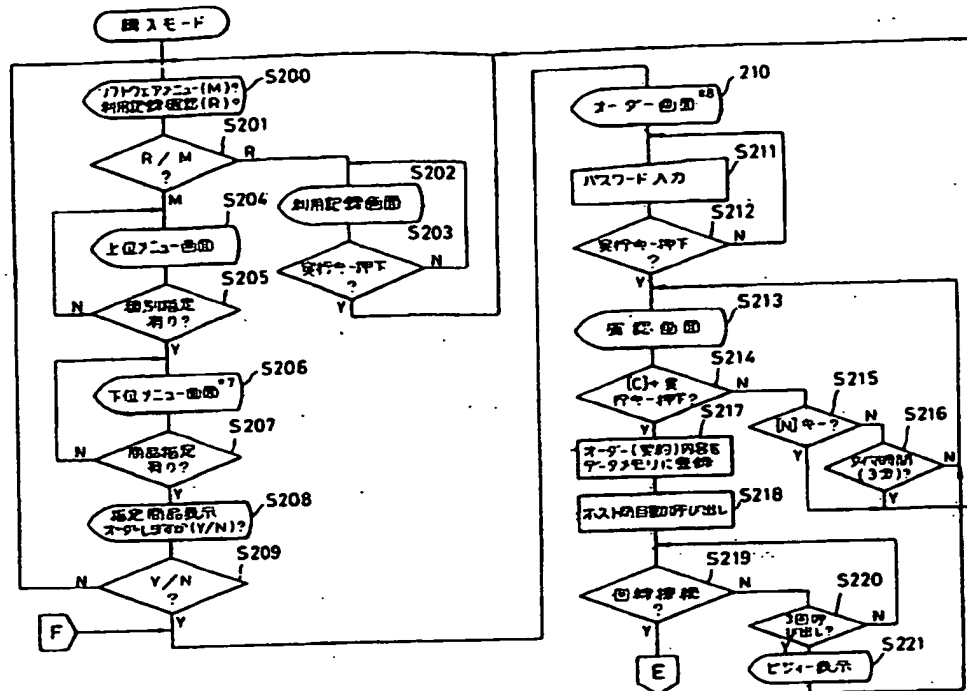 購入モード
ソフトウェアメニュー(M)?
利用記録確認(R)?
S200
R / M
?
S201
R
M
S202
利用記録画面
S203
実行キー押下
?
N
Y
S204
上位メニュー画面
S205
種別指定
有り?
N
Y
S206
下位メニュー画面*7
S207
商品指定
有り?
N
Y
S208
指定商品表示
オーダーしますか(Y/N)?
S209
Y/N
?
N
Y
F
210
オーダー画面*8
S211
パスワード入力
S212
実行キー押下
?
N
Y
S213
確認画面
S214
[C]+実
行キー押下?
N
Y
S215
[N]キー?
N
Y
S216
タイマ時間
(3分)?
N
Y
S217
オーダー(契約)内容を
データメモリに登録
S218
ホストの自動呼び出し
S219
回線接続
?
N
Y
S220
3回呼
び出し?
N
Y
S221
ビジィー表示
E